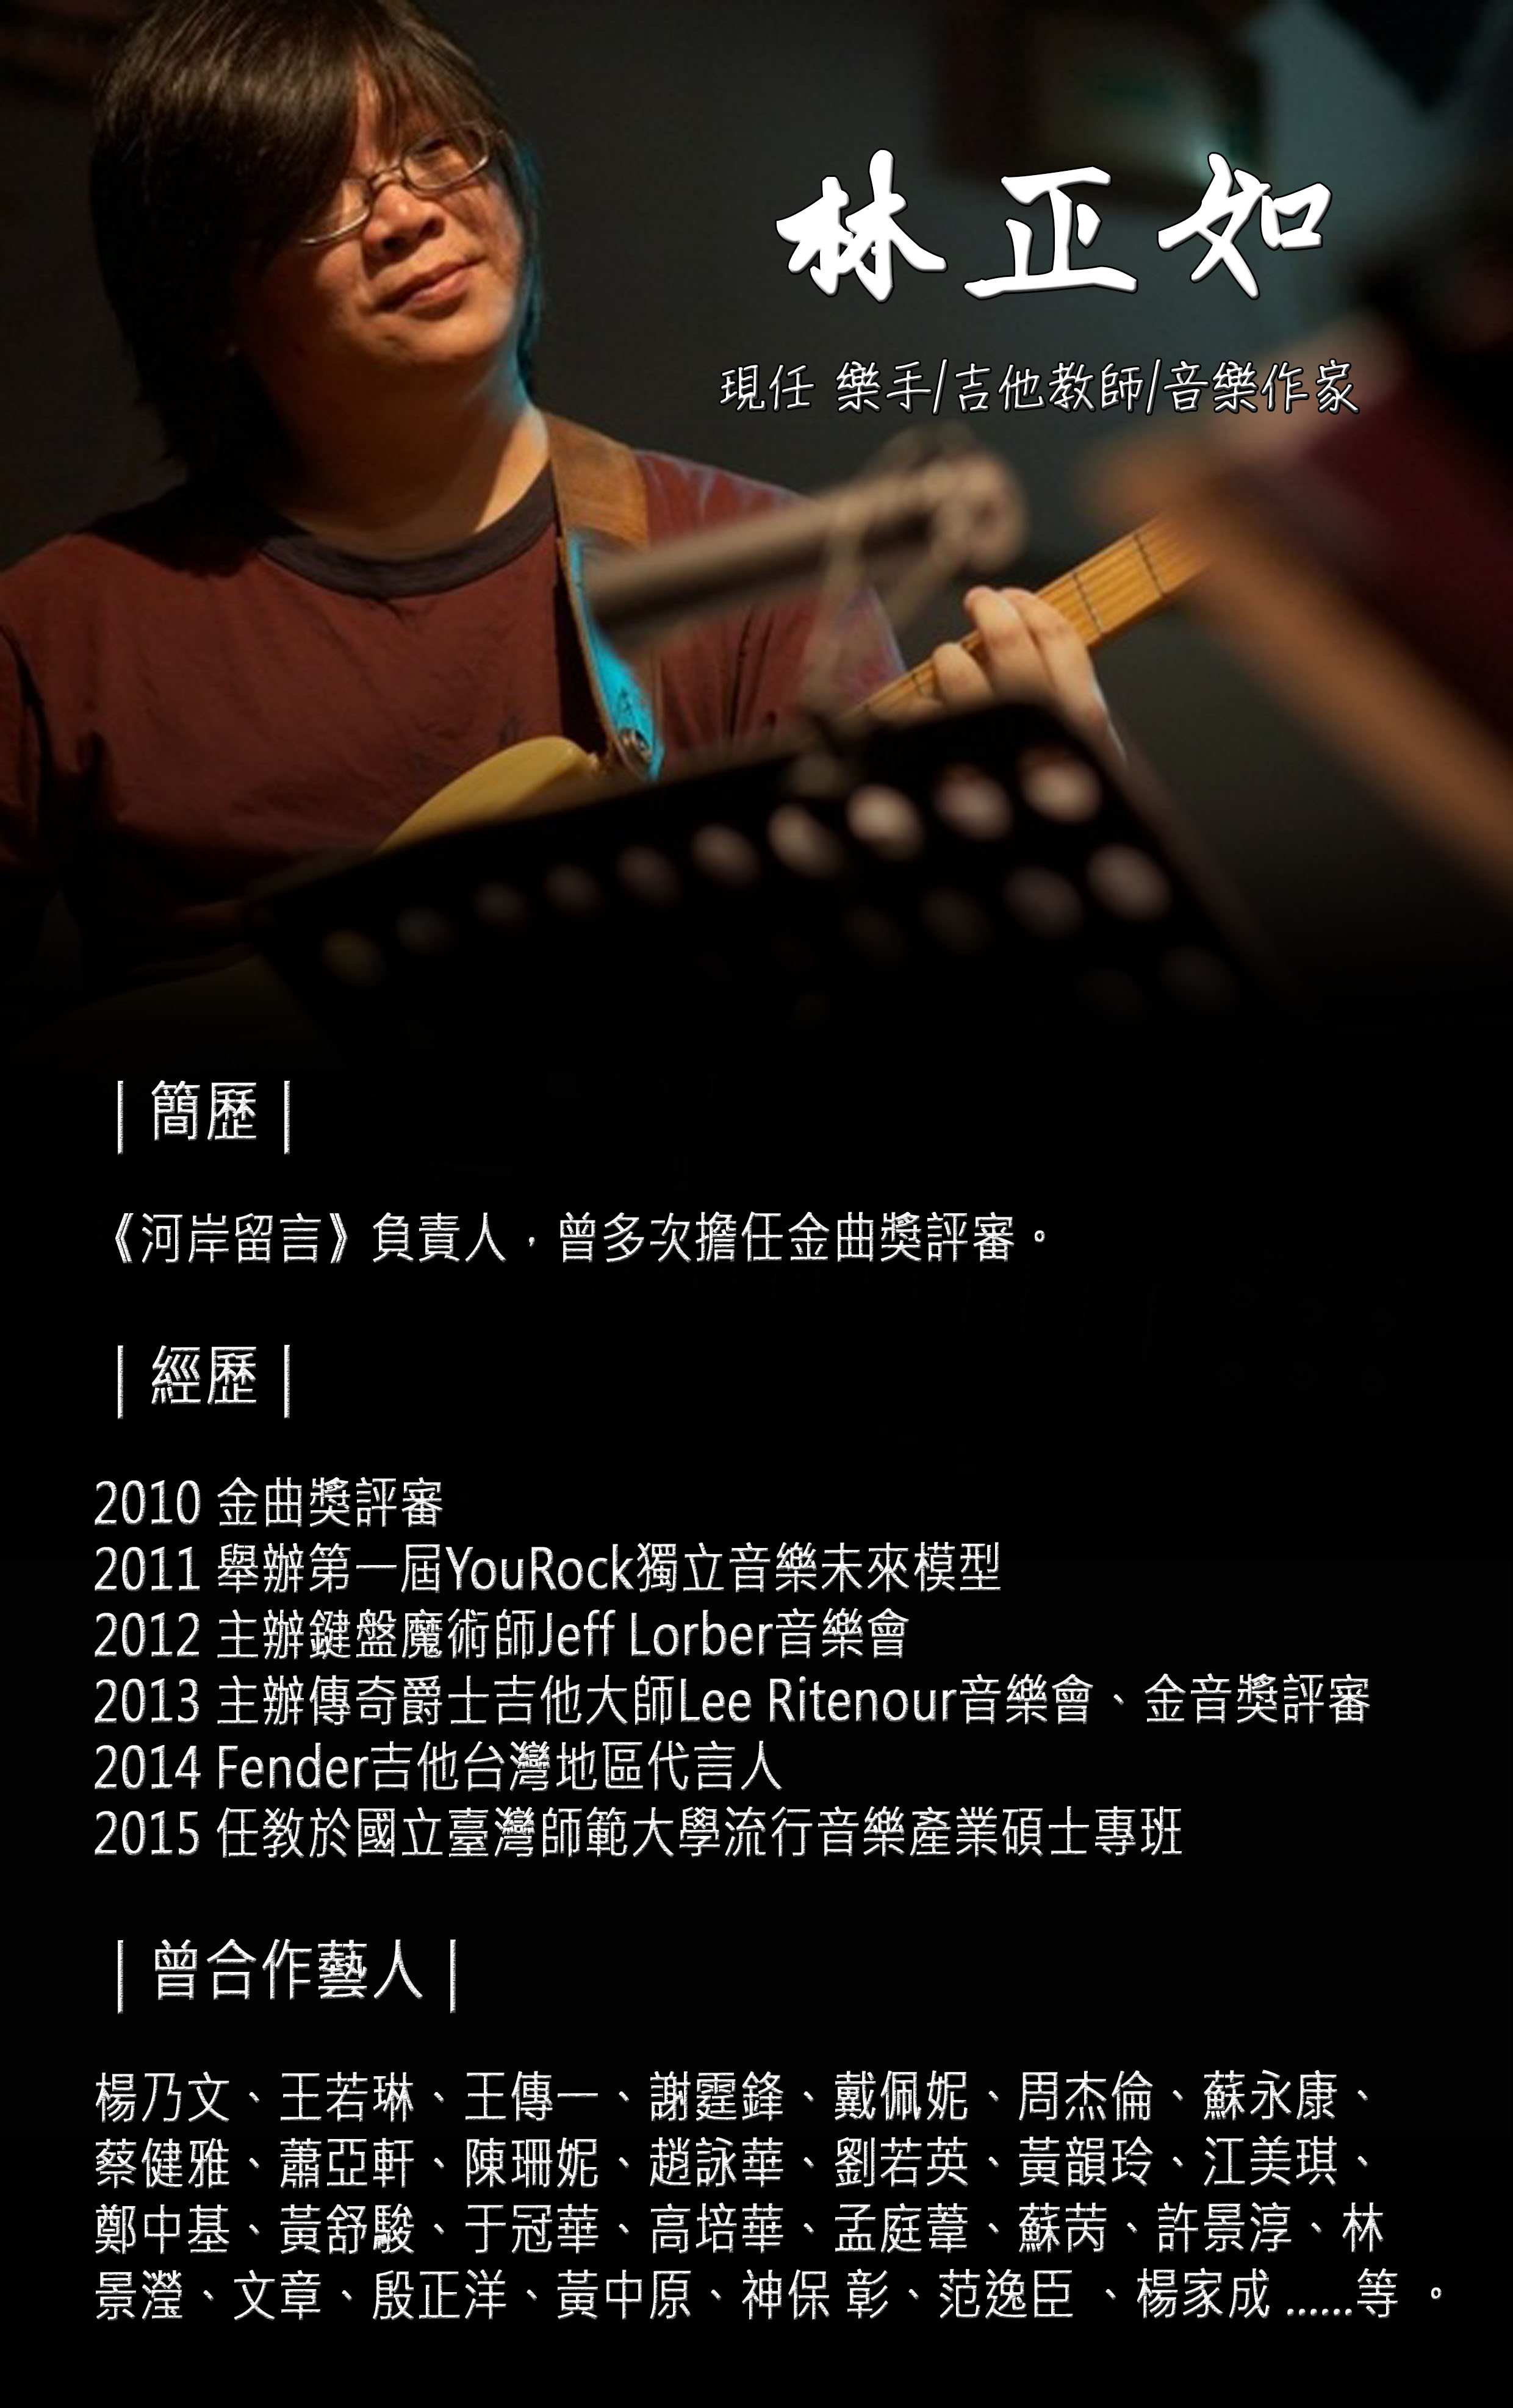 林正如
現任 樂手/吉他教師/音樂作家
｜簡歷｜
《河岸留言》負責人，曾多次擔任金曲獎評審。
｜經歷｜
2010 金曲獎評審
2011 舉辦第一屆YouRock獨立音樂未來模型
2012 主辦鍵盤魔術師Jeff Lorber音樂會
2013 主辦傳奇爵士吉他大師Lee Ritenour音樂會、金音獎評審
2014 Fender吉他台灣地區代言人
2015 任教於國立臺灣師範大學流行音樂產業碩士專班
｜曾合作藝人｜
楊乃文、王若琳、王傳一、謝霆鋒、戴佩妮、周杰倫、蘇永康、
蔡健雅、蕭亞軒、陳珊妮、趙詠華、劉若英、黃韻玲、江美琪、
鄭中基、黃舒駿、于冠華、高培華、孟庭葦、蘇芮、許景淳、林
景瀅、文章、殷正洋、黃中原、神保 彰、范逸臣 、楊家成 ......等 。